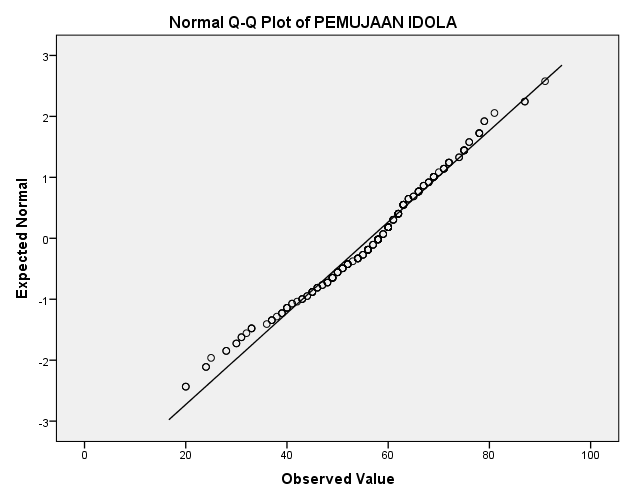 Normal Q-Q Plot of PEMUJAAN IDOLA
3
2
1
0
-1
-2
-3
Expected Normal
0 20 40 60 80 100
Observed Value